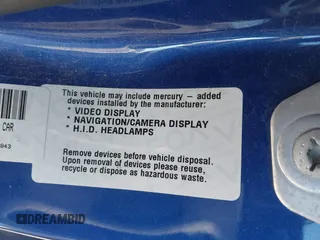 This vehicle may include mercury – added
devices installed by the manufacturer:
* VIDEO DISPLAY
* NAVIGATION/CAMERA DISPLAY
* H.I.D. HEADLAMPS
Remove devices before vehicle disposal.
Upon removal of devices please reuse,
recycle or dispose as hazardous waste.
CAR
DREAMBID